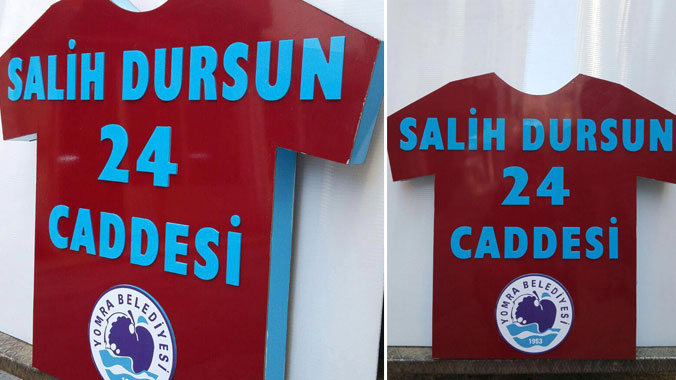 SALİH DURSUN
24
CADDESİ
YOMRA BELEDİYESİ
SALİH DURSUN
24
CADDESİ
YOMRA BELEDİYESİ
1953